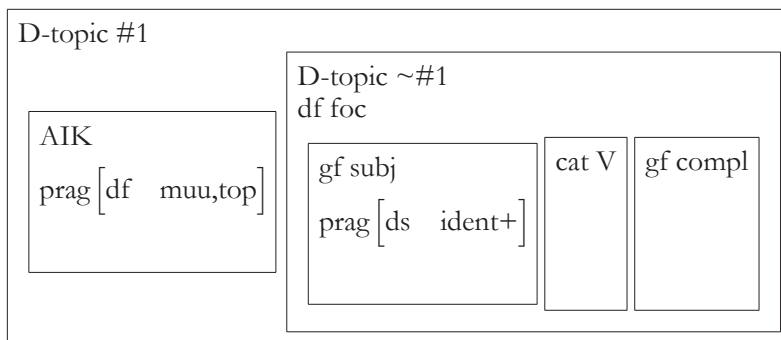 D-topic #1
D-topic ~#1
df foc
AIK
prag [df muu,top]
gf subj
prag [ds ident+]
cat V
gf compl